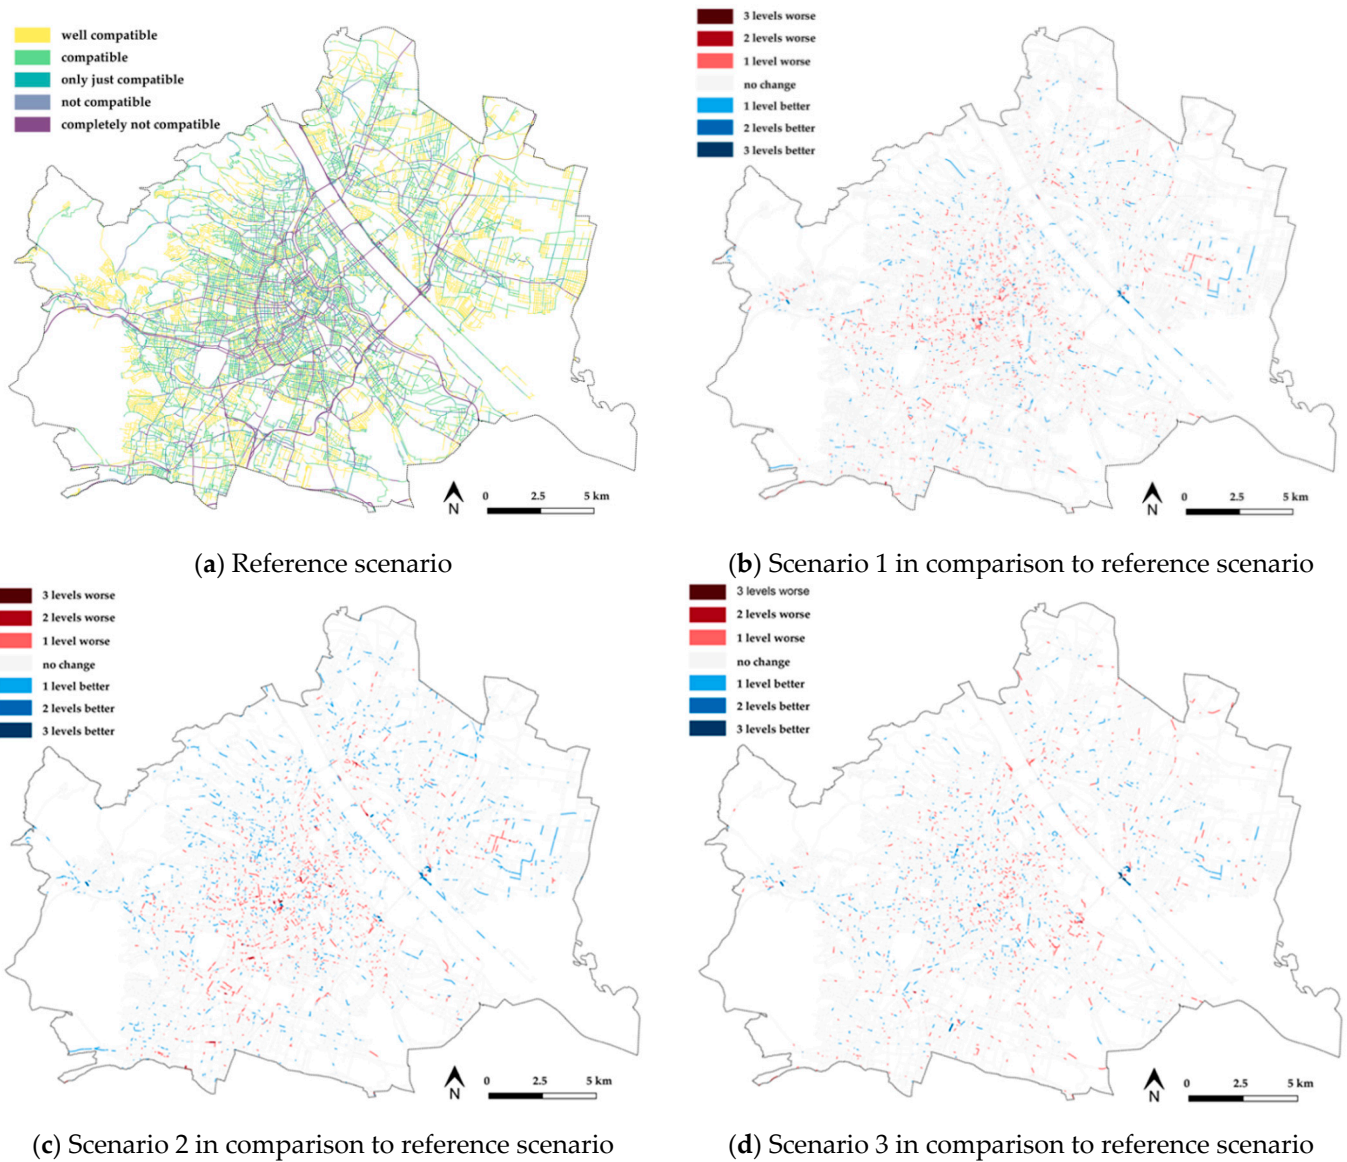 well compatible
compatible
only just compatible
not compatible
completely not compatible
N
0 2.5 5 km
(a) Reference scenario
3 levels worse
2 levels worse
1 level worse
no change
1 level better
2 levels better
3 levels better
N
0 2.5 5 km
(b) Scenario 1 in comparison to reference scenario
3 levels worse
2 levels worse
1 level worse
no change
1 level better
2 levels better
3 levels better
N
0 2.5 5 km
(c) Scenario 2 in comparison to reference scenario
3 levels worse
2 levels worse
1 level worse
no change
1 level better
2 levels better
3 levels better
N
0 2.5 5 km
(d) Scenario 3 in comparison to reference scenario